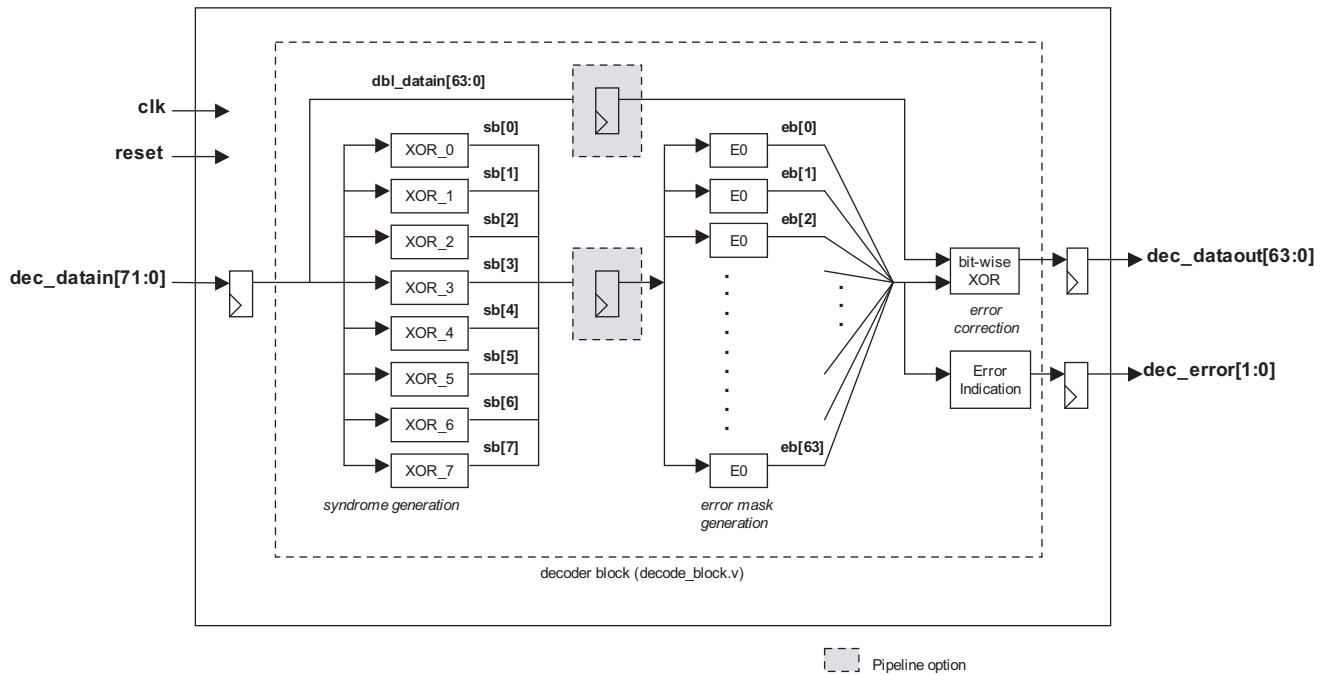 dbl_datain[63:0]
clk
reset
sb[0]
XOR_0
sb[1]
XOR_1
sb[2]
XOR_2
sb[3]
XOR_3
sb[4]
XOR_4
sb[5]
XOR_5
sb[6]
XOR_6
sb[7]
XOR_7
syndrome generation
dec_datain[71:0]
eb[0]
E0
eb[1]
E0
eb[2]
E0
eb[63]
E0
error mask
generation
bit-wise
XOR
error
correction
Error
Indication
dec_dataout[63:0]
dec_error[1:0]
decoder block (decode_block.v)
Pipeline option